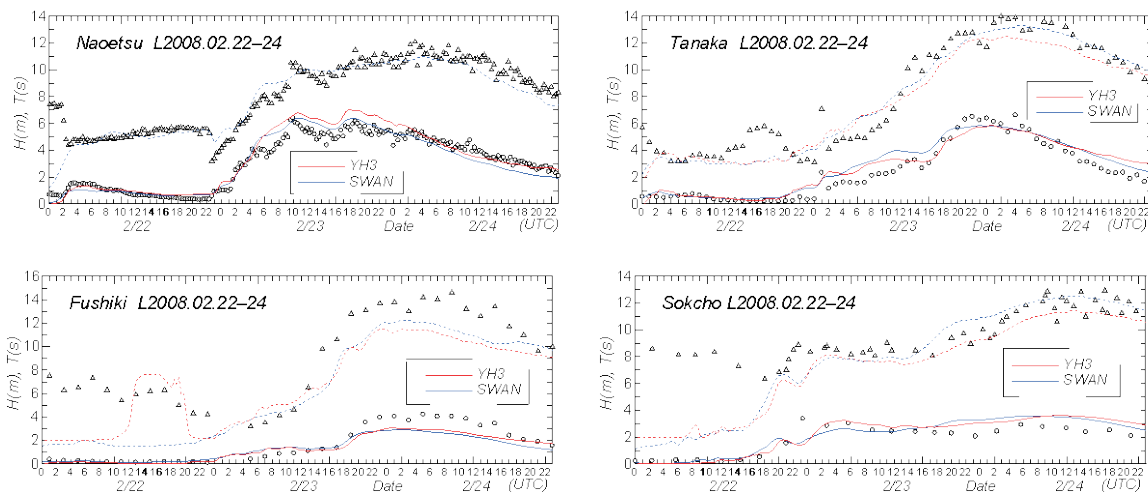 Naoetsu L2008.02.22–24
H(m), T(s)
14
12
10
8
6
4
2
0
YH3
SWAN
0 2 4 6 8 10 12 14 16 18 20 22 0 2 4 6 8 10 12 14 16 18 20 22 0 2 4 6 8 10 12 14 16 18 20 22
2/22 2/23 Date 2/24 (UTC)
Tanaka L2008.02.22–24
H(m), T(s)
14
12
10
8
6
4
2
0
YH3
SWAN
0 2 4 6 8 10 12 14 16 18 20 22 0 2 4 6 8 10 12 14 16 18 20 22 0 2 4 6 8 10 12 14 16 18 20 22
2/22 2/23 Date 2/24 (UTC)
Fushiki L2008.02.22–24
H(m), T(s)
16
14
12
10
8
6
4
2
0
YH3
SWAN
0 2 4 6 8 10 12 14 16 18 20 22 0 2 4 6 8 10 12 14 16 18 20 22 0 2 4 6 8 10 12 14 16 18 20 22
2/22 2/23 Date 2/24 (UTC)
Sokcho L2008.02.22–24
H(m), T(s)
14
12
10
8
6
4
2
0
YH3
SWAN
0 2 4 6 8 10 12 14 16 18 20 22 0 2 4 6 8 10 12 14 16 18 20 22 0 2 4 6 8 10 12 14 16 18 20 22
2/22 2/23 Date 2/24 (UTC)